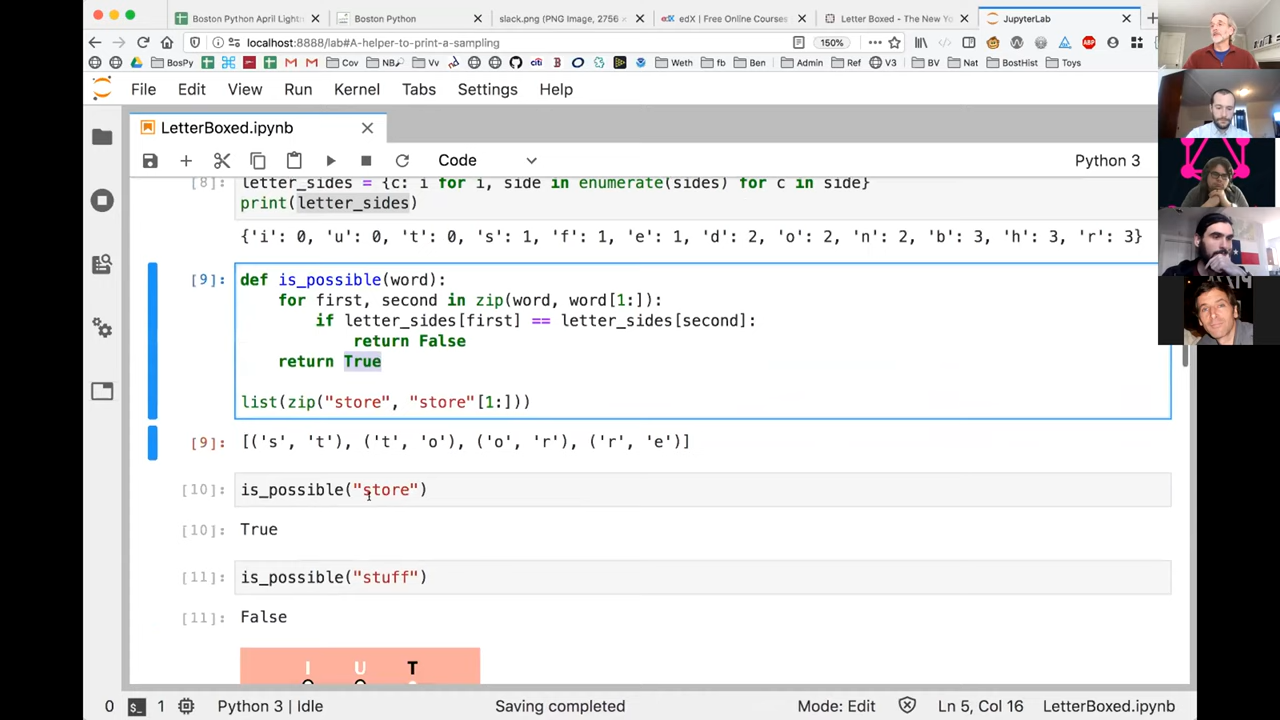 Boston Python April Light
Boston Python
slack.png (PNG Image, 2756 ×
edX | Free Online Courses
Letter Boxed - The New Yo
JupyterLab
localhost:8888/lab#A-helper-to-print-a-sampling
150%
BosPy
Cov
NB
Vv
Weth
fb
Ben
Admin
Ref
V3
BV
Nat
BostHist
Toys
File Edit View Run Kernel Tabs Settings Help
LetterBoxed.ipynb
Code
Python 3
[8]: letter_sides = {c: i for i, side in enumerate(sides) for c in side}
print(letter_sides)
{'i': 0, 'u': 0, 't': 0, 's': 1, 'f': 1, 'e': 1, 'd': 2, 'o': 2, 'n': 2, 'b': 3, 'h': 3, 'r': 3}
[9]: def is_possible(word):
for first, second in zip(word, word[1:]):
if letter_sides[first] == letter_sides[second]:
return False
return True
list(zip("store", "store"[1:]))
[9]: [('s', 't'), ('t', 'o'), ('o', 'r'), ('r', 'e')]
[10]: is_possible("store")
[10]: True
[11]: is_possible("stuff")
[11]: False
I U T
0 1 Python 3 | Idle Saving completed Mode: Edit Ln 5, Col 16 LetterBoxed.ipynb